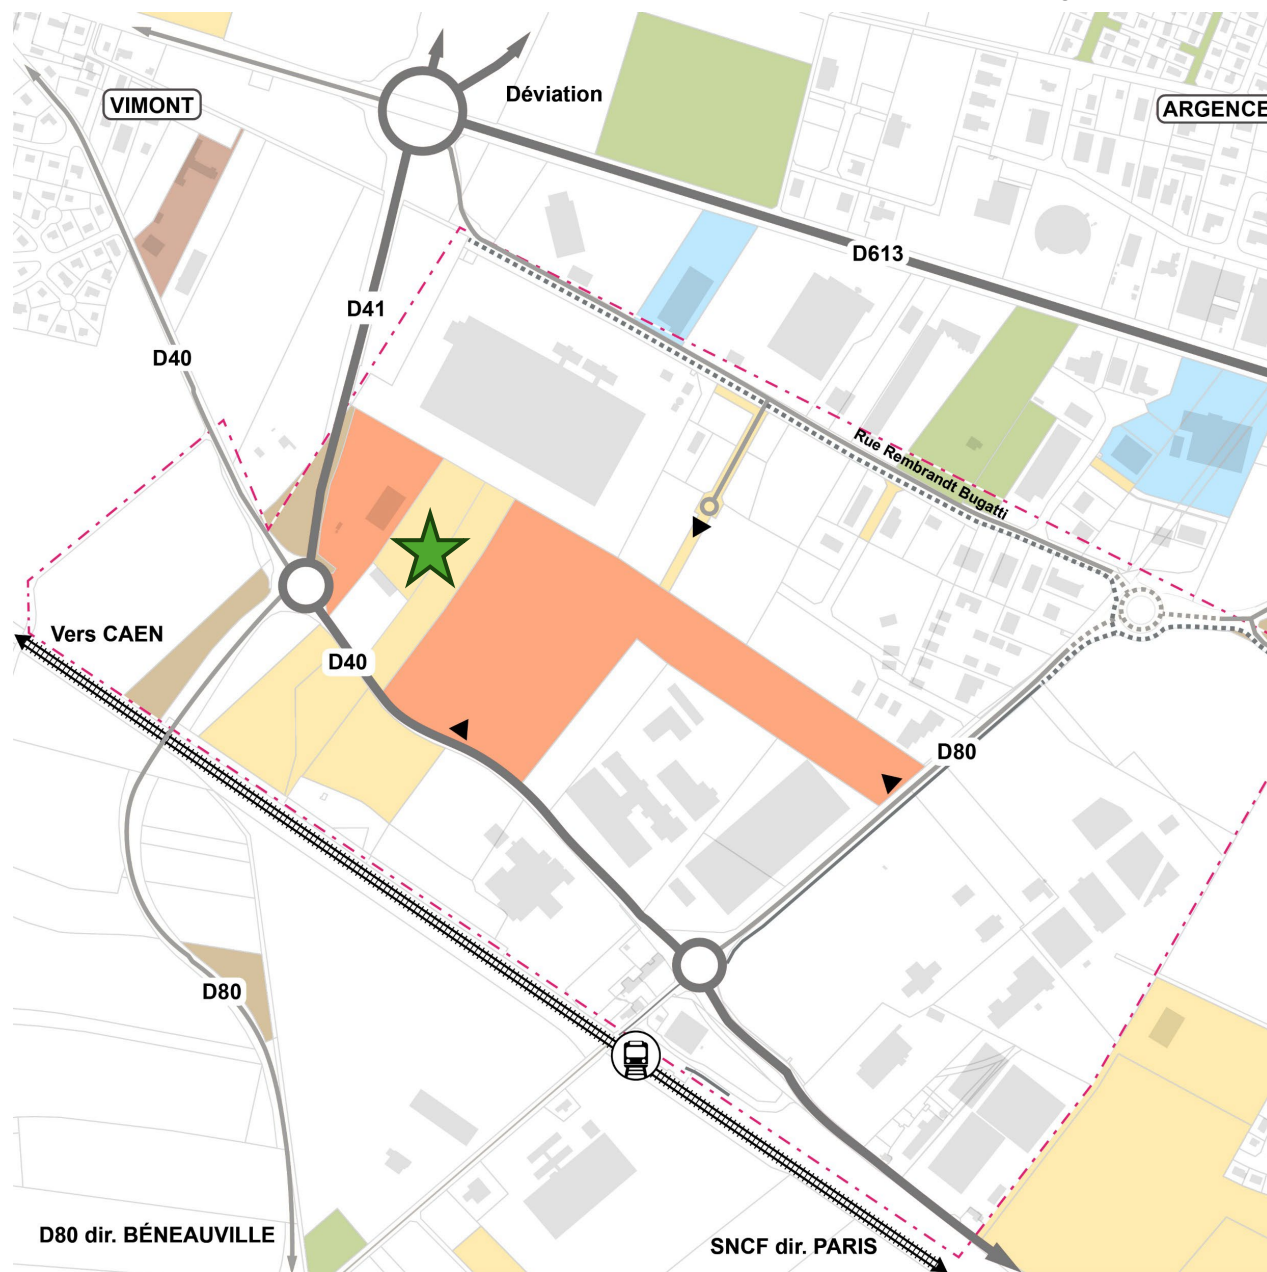 Déviation
VIMONT
ARGENCE
D613
D41
D40
Rue Rembrandt Bugatti
Vers CAEN
D40
D80
D80
D80 dir. BÉNEAUVILLE
SNCF dir. PARIS